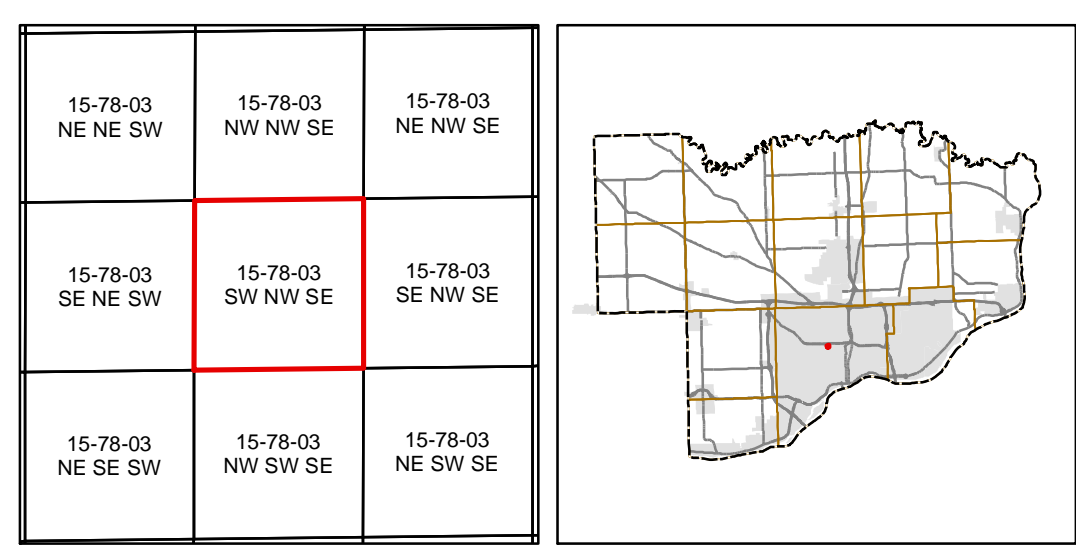 15-78-03
NE NE SW
15-78-03
NW NW SE
15-78-03
NE NW SE
15-78-03
SE NE SW
15-78-03
SW NW SE
15-78-03
SE NW SE
15-78-03
NE SE SW
15-78-03
NW SW SE
15-78-03
NE SW SE